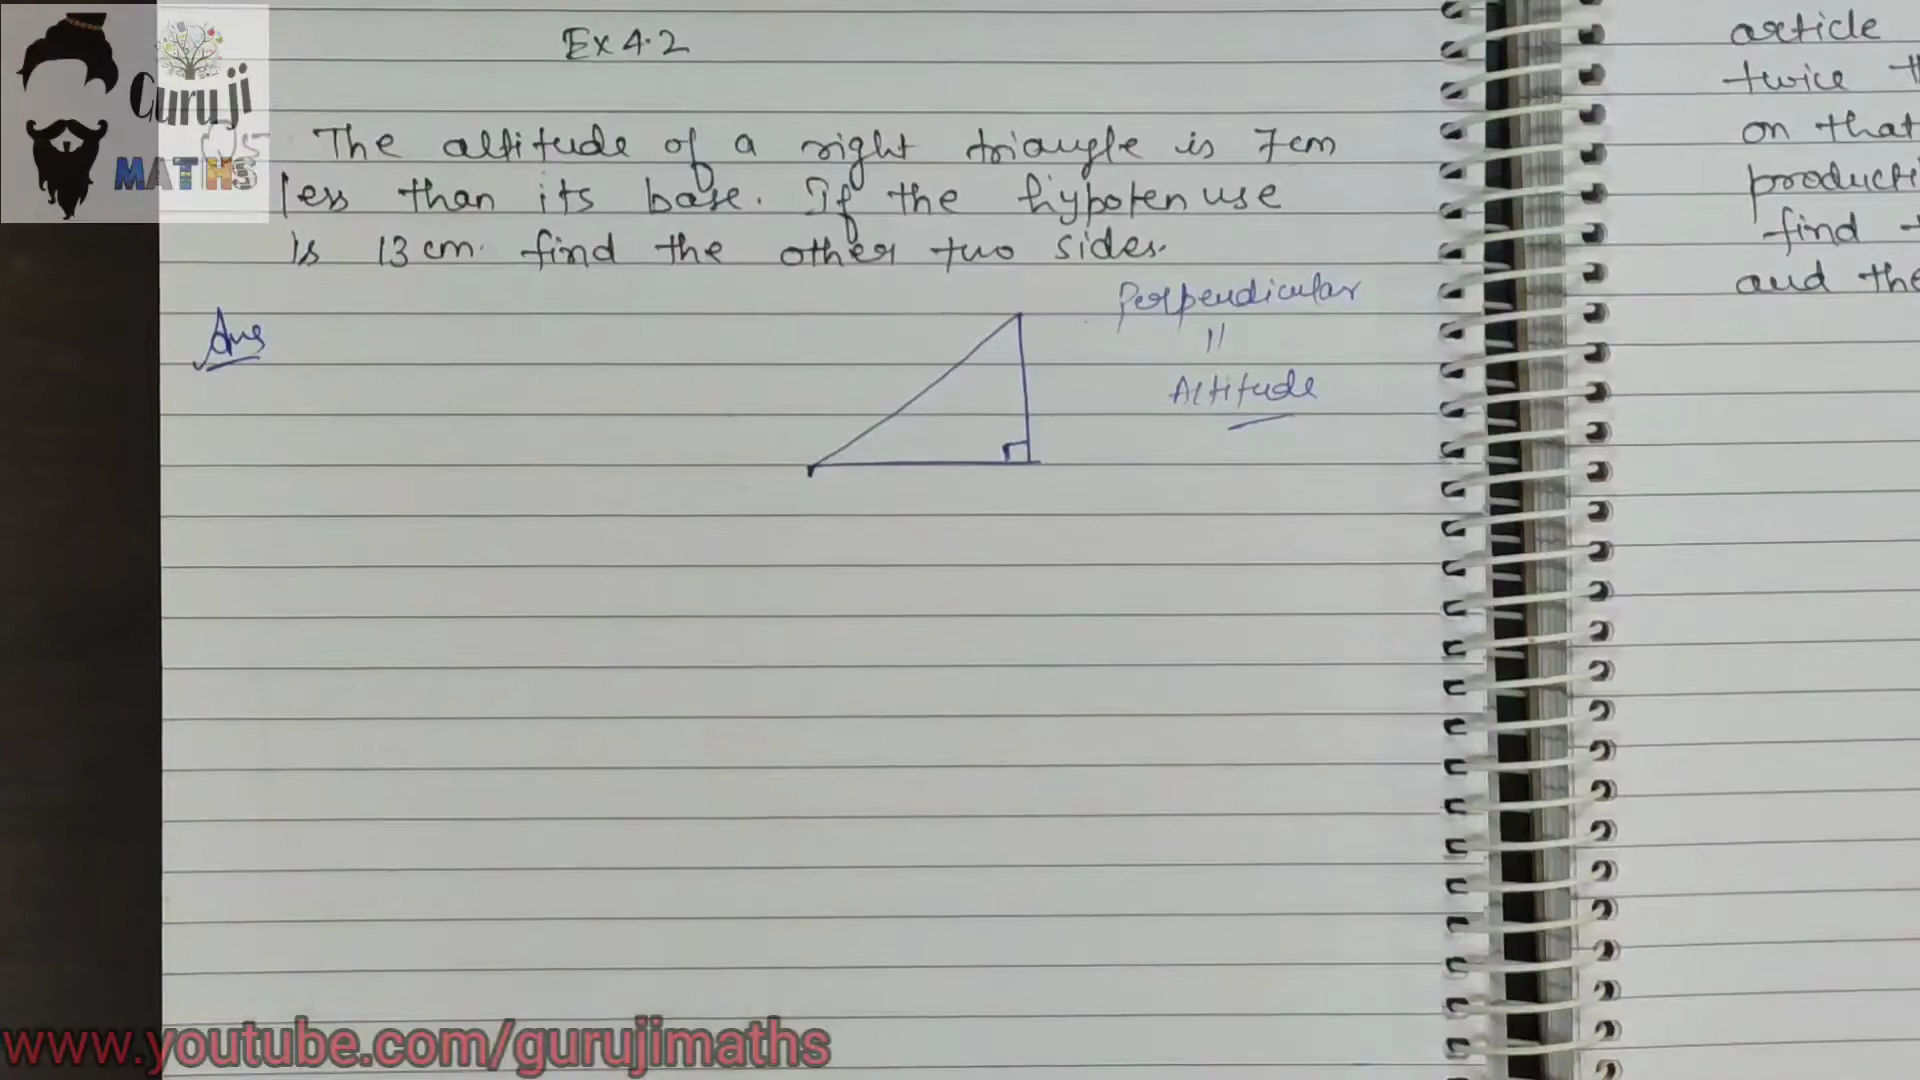 Ex 4.2
Guruji
MATHS
Q5
The altitude of a right triangle is 7cm
less than its base. If the hypotenuse
is 13 cm. find the other two sides.
Ans
Perpendicular
||
Altitude
article
twice
on that
producti
find
and the
www.youtube.com/gurujimaths